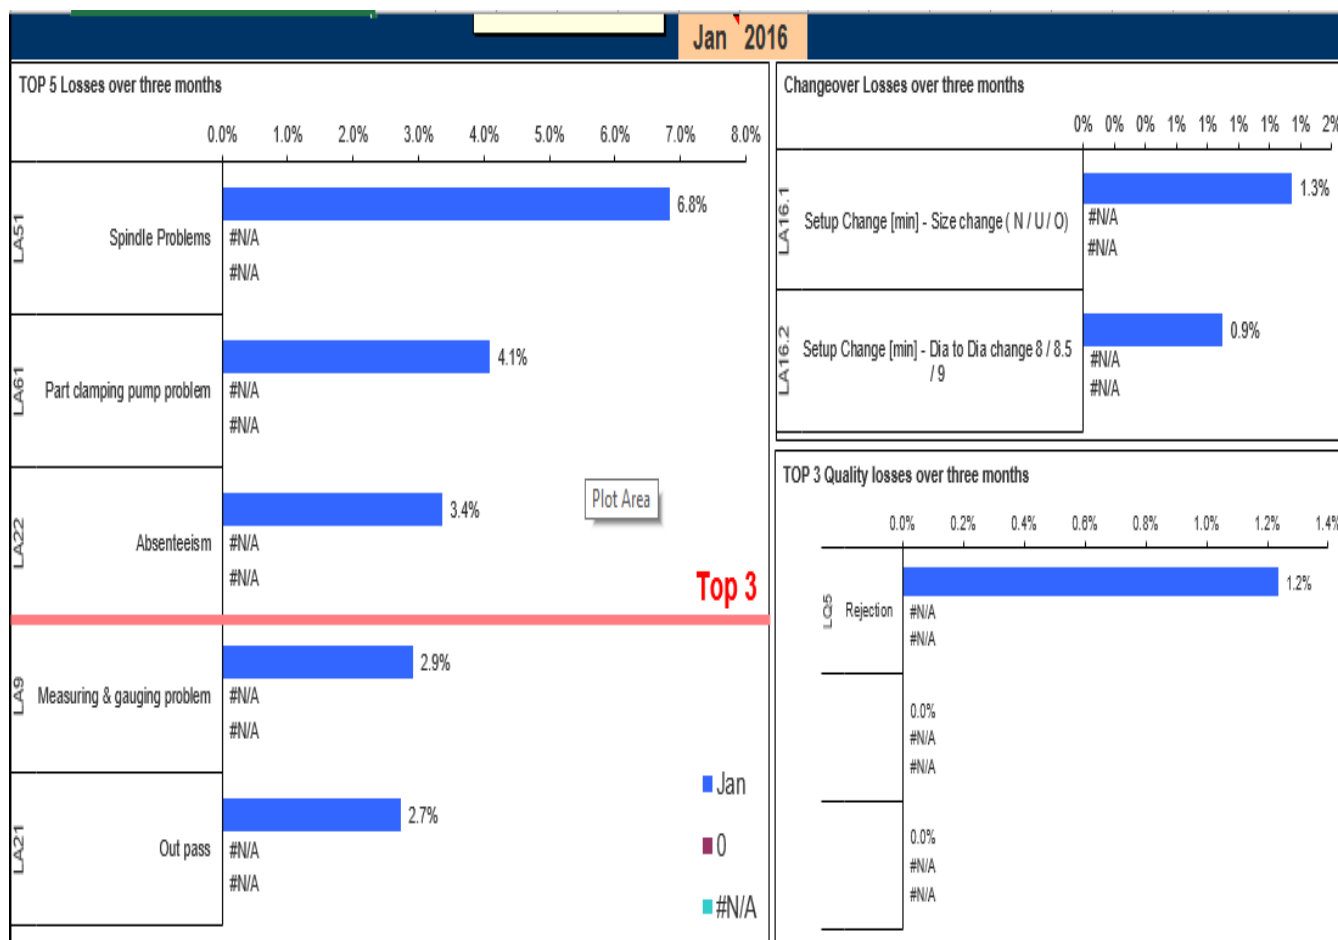 Jan 2016
TOP 5 Losses over three months
0.0% 1.0% 2.0% 3.0% 4.0% 5.0% 6.0% 7.0% 8.0%
LA51
Spindle Problems
6.8%
#N/A
#N/A
LA61
Part clamping pump problem
4.1%
#N/A
#N/A
LA22
Absenteeism
3.4%
#N/A
#N/A
Plot Area
Top 3
LA9
Measuring & gauging problem
2.9%
#N/A
#N/A
LA21
Out pass
2.7%
#N/A
#N/A
Jan
0
#N/A
Changeover Losses over three months
0% 0% 0% 1% 1% 1% 1% 1% 2%
LA16.1
Setup Change [min] - Size change ( N / U / O)
1.3%
#N/A
#N/A
LA16.2
Setup Change [min] - Dia to Dia change 8 / 8.5
/ 9
0.9%
#N/A
#N/A
TOP 3 Quality losses over three months
0.0% 0.2% 0.4% 0.6% 0.8% 1.0% 1.2% 1.4%
LQ5
Rejection
1.2%
#N/A
#N/A
0.0%
#N/A
#N/A
0.0%
#N/A
#N/A